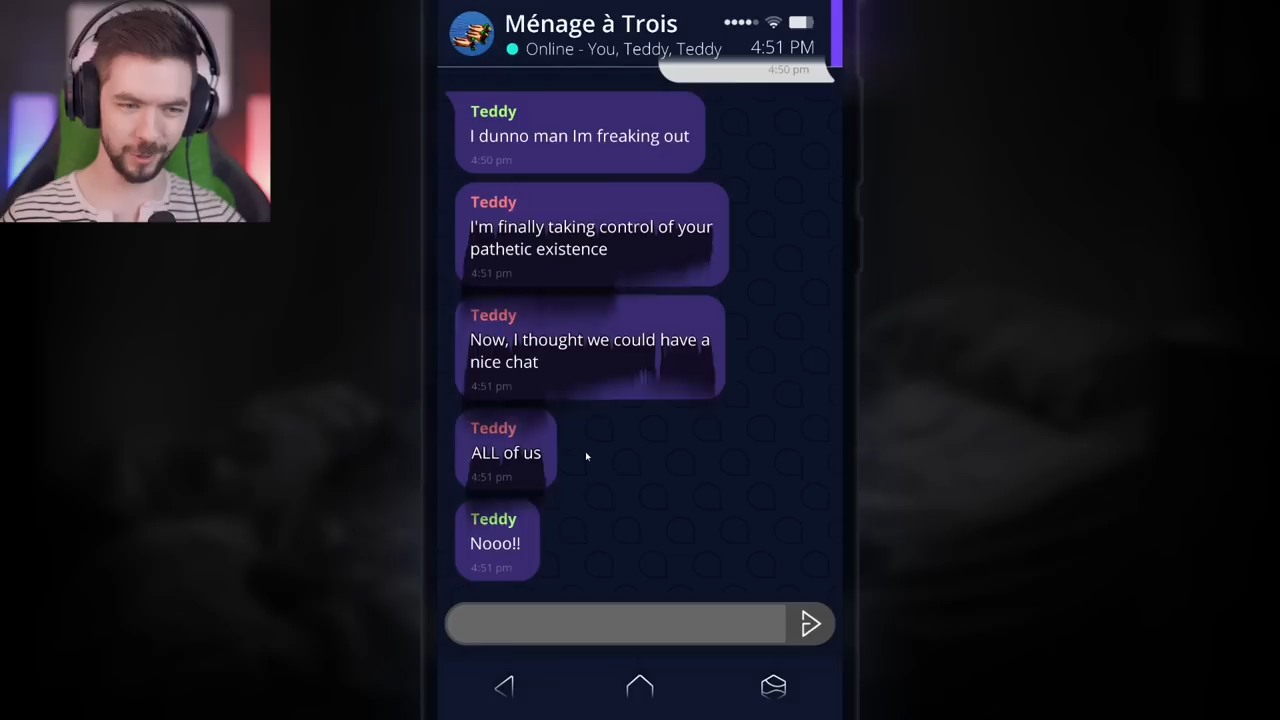 Ménage à Trois
Online - You, Teddy, Teddy
4:51 PM
4:50 pm
Teddy
I dunno man Im freaking out
4:50 pm
Teddy
I'm finally taking control of your
pathetic existence
4:51 pm
Teddy
Now, I thought we could have a
nice chat
4:51 pm
Teddy
ALL of us
4:51 pm
Teddy
Nooo!!
4:51 pm